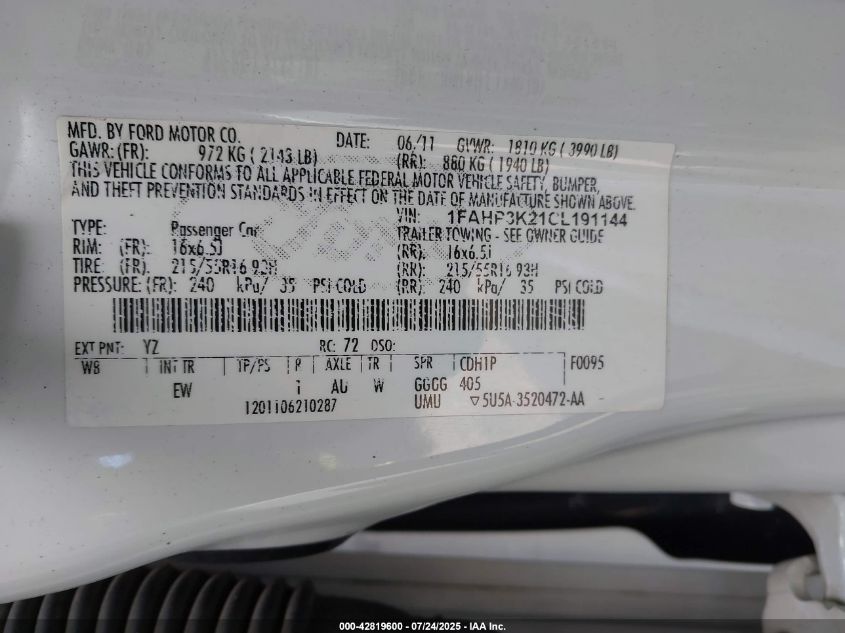 MFD. BY FORD MOTOR CO. DATE: 06/11 GVWR: 1810 KG ( 3990 LB)
GAWR: (FR): 972 KG ( 2143 LB) (RR): 880 KG ( 1940 LB)
THIS VEHICLE CONFORMS TO ALL APPLICABLE FEDERAL MOTOR VEHICLE SAFETY, BUMPER,
AND THEFT PREVENTION STANDARDS IN EFFECT ON THE DATE OF MANUFACTURE SHOWN ABOVE.
VIN: 1FAHP3K21CL191144
TYPE: Passenger Car TRAILER TOWING - SEE OWNER GUIDE
RIM: (FR): 16x6.5J (RR): 16x6.5J
TIRE: (FR): 215/55R16 93H (RR): 215/55R16 93H
PRESSURE: (FR): 240 kPa/ 35 PSI COLD (RR): 240 kPa/ 35 PSI COLD
EXT PNT: YZ RC: 72 DSO:
WB INT TR TP/PS R AXLE TR SPR CDH1P F0095
EW AU W GGGG 405
1201106210287 UMU ▽5U5A-3520472-AA
000-42819600 - 07/24/2025 - IAA Inc.